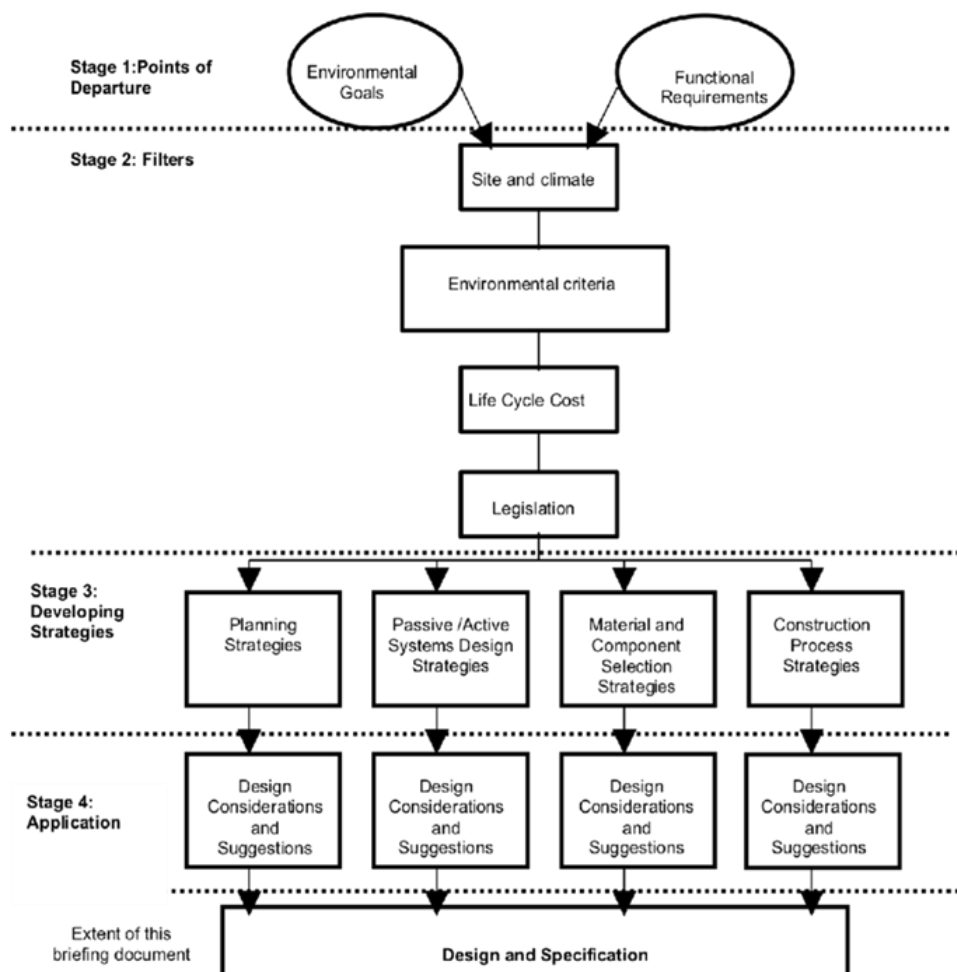 Stage 1:Points of
Departure
Environmental
Goals
Functional
Requirements
Stage 2: Filters
Site and climate
Environmental criteria
Life Cycle Cost
Legislation
Stage 3:
Developing
Strategies
Planning
Strategies
Passive /Active
Systems Design
Strategies
Material and
Component
Selection
Strategies
Construction
Process
Strategies
Stage 4:
Application
Design
Considerations
and
Suggestions
Design
Considerations
and
Suggestions
Design
Considerations
and
Suggestions
Design
Considerations
and
Suggestions
Extent of this
briefing document
Design and Specification